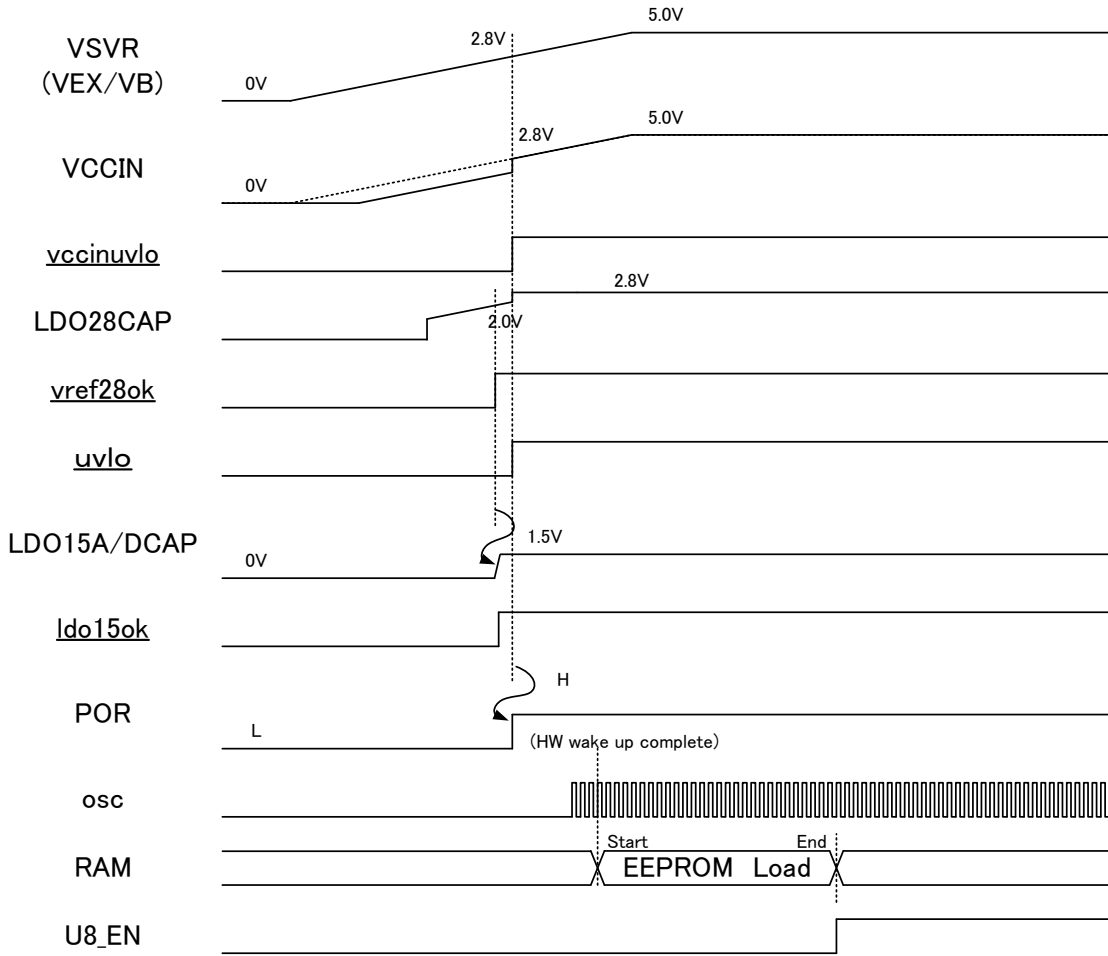 5.0V
2.8V
VSVR
(VEX/VB)
0V
5.0V
2.8V
VCCIN
0V
vccinuvlo
2.8V
LDO28CAP
2.0V
vref28ok
uvlo
1.5V
LDO15A/DCAP
0V
ldo15ok
H
POR
L
(HW wake up complete)
osc
Start
End
RAM
EEPROM Load
U8_EN